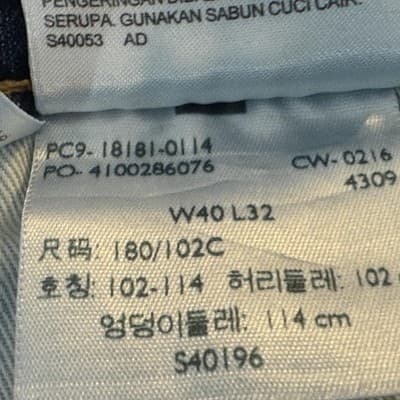 SERUPA. GUNAKAN SABUN CUCI CAIR.
S40053 AD
PC9-18181-0114
PO-4100286076
CW-0216
4309
W40 L32
尺码: 180/102C
호칭: 102-114 허리둘레: 102
엉덩이둘레: 114 cm
S40196